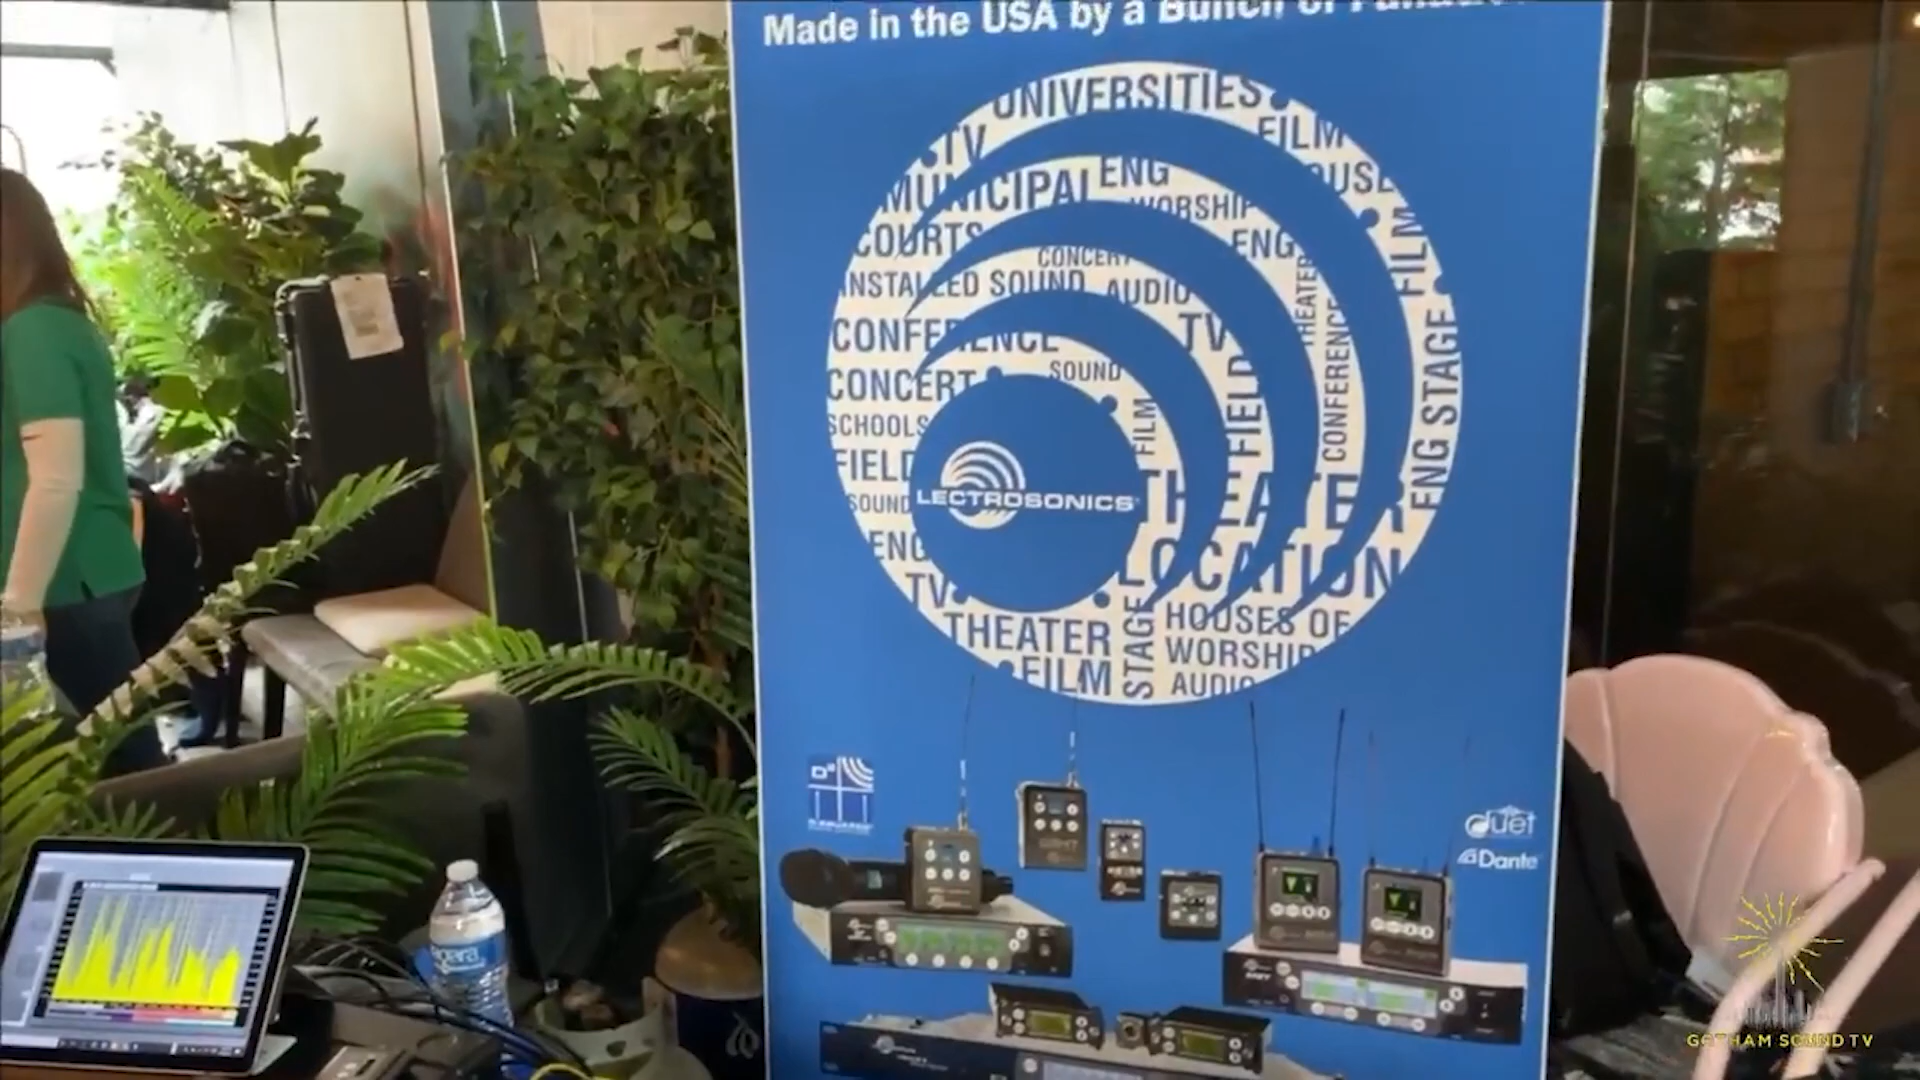 Made in the USA by a Bunch of
UNIVERSITIES
TV
FILM
MUNICIPAL
ENG
WORSHIP
COURTS
CONCERT
ENG
INSTALLED SOUND
AUDIO
THEATER
FILM
CONFERENCE
TV
CONCERT
SOUND
CONFERENCE
SCHOOLS
FILM
FIELD
FIELD
ENG STAGE
SOUND
LECTROSONICS
THEATER
ENG
LOCATION
TV
STAGE
HOUSES OF
THEATER
WORSHIP
FILM
AUDIO
D²
duet
Dante
GOTHAM SOUND TV